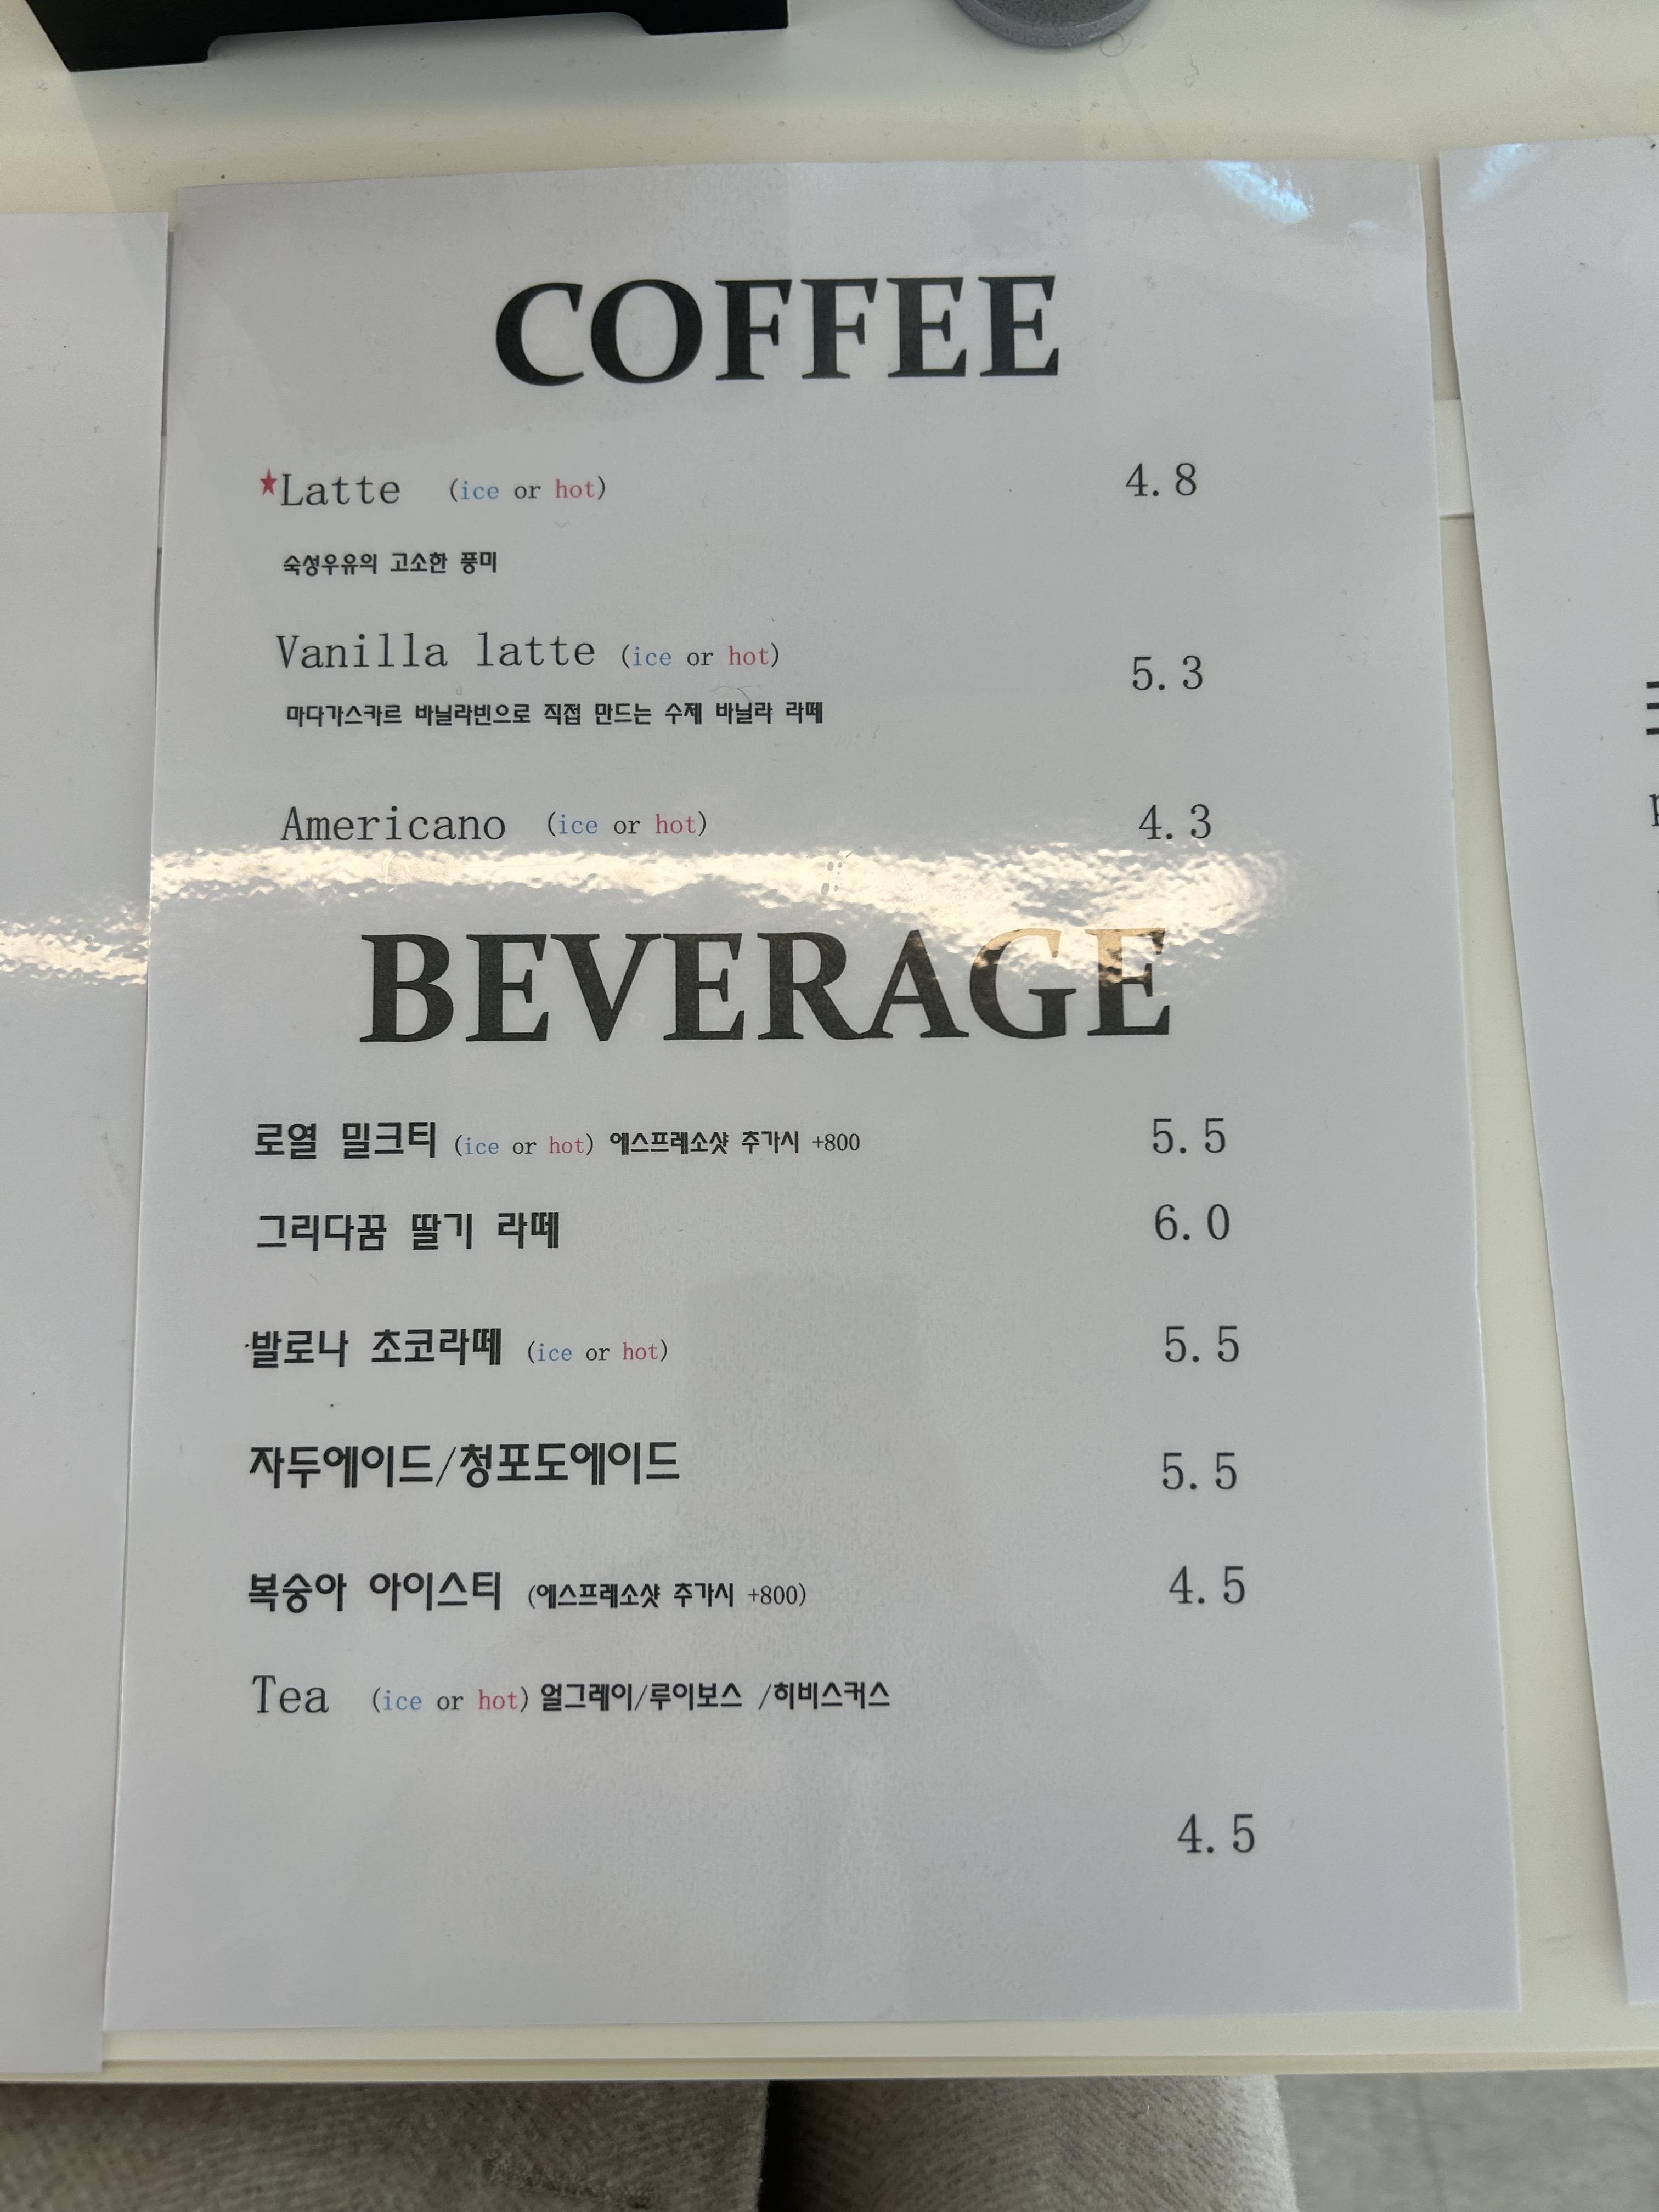 COFFEE
★Latte (ice or hot) 4.8
숙성우유의 고소한 풍미
Vanilla latte (ice or hot) 5.3
마다가스카르 바닐라빈으로 직접 만드는 수제 바닐라 라떼
Americano (ice or hot) 4.3
BEVERAGE
로열 밀크티 (ice or hot) 에스프레소샷 추가시 +800 5.5
그리다꿈 딸기 라떼 6.0
발로나 초코라떼 (ice or hot) 5.5
자두에이드/청포도에이드 5.5
복숭아 아이스티 (에스프레소샷 추가시 +800) 4.5
Tea (ice or hot) 얼그레이/루이보스 /히비스커스
4.5